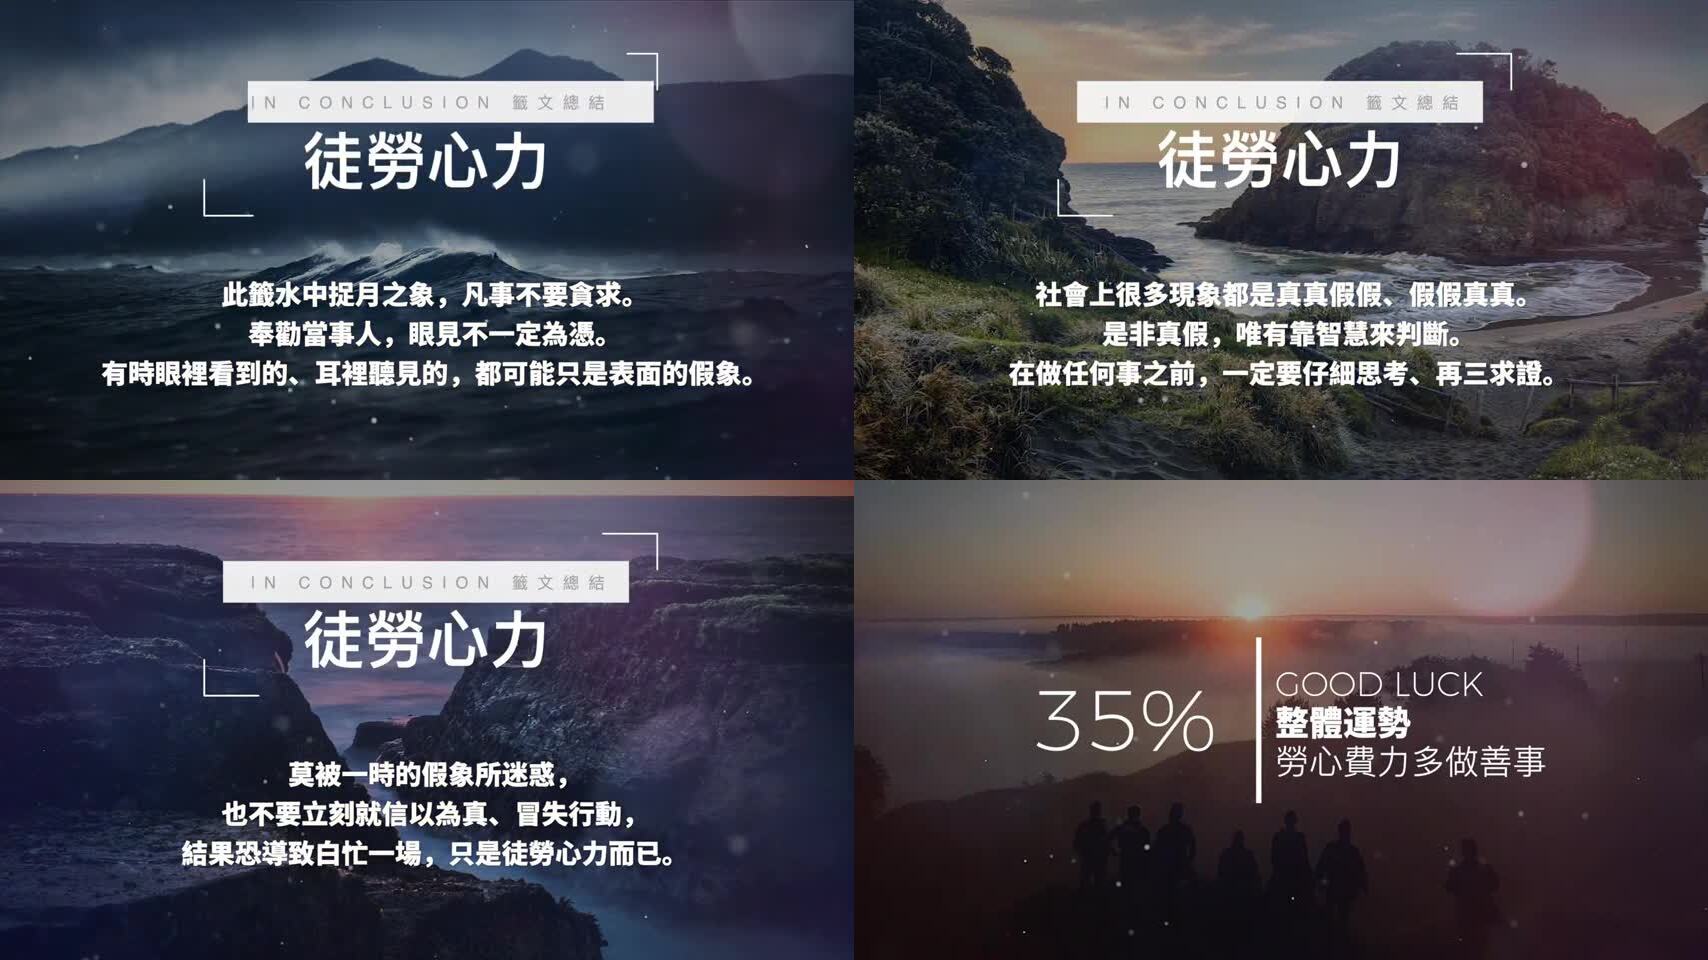 IN CONCLUSION 籤文總結
徒勞心力
此籤水中捉月之象，凡事不要貪求。
奉勸當事人，眼見不一定為憑。
有時眼裡看到的、耳裡聽見的，都可能只是表面的假象。
IN CONCLUSION 籤文總結
徒勞心力
社會上很多現象都是真真假假、假假真真。
是非真假，唯有靠智慧來判斷。
在做任何事之前，一定要仔細思考、再三求證。
IN CONCLUSION 籤文總結
徒勞心力
莫被一時的假象所迷惑，
也不要立刻就信以為真、冒失行動，
結果恐導致白忙一場，只是徒勞心力而已。
35%
GOOD LUCK
整體運勢
勞心費力多做善事